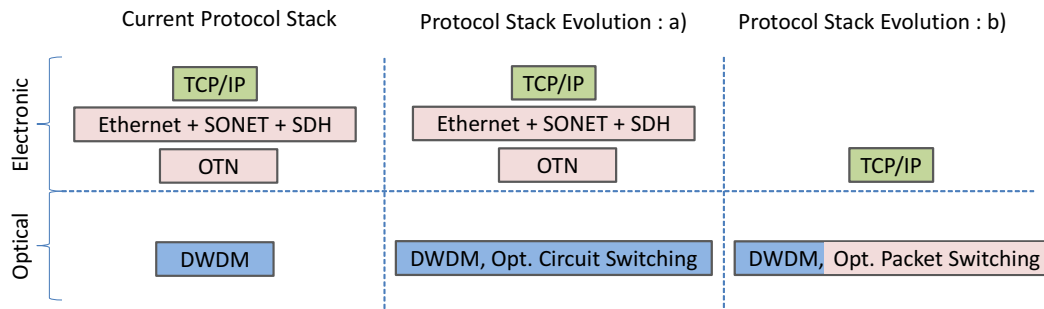 Current Protocol Stack
Protocol Stack Evolution : a)
Protocol Stack Evolution : b)
Electronic
TCP/IP
Ethernet + SONET + SDH
OTN
TCP/IP
Ethernet + SONET + SDH
OTN
TCP/IP
Optical
DWDM
DWDM, Opt. Circuit Switching
DWDM, Opt. Packet Switching